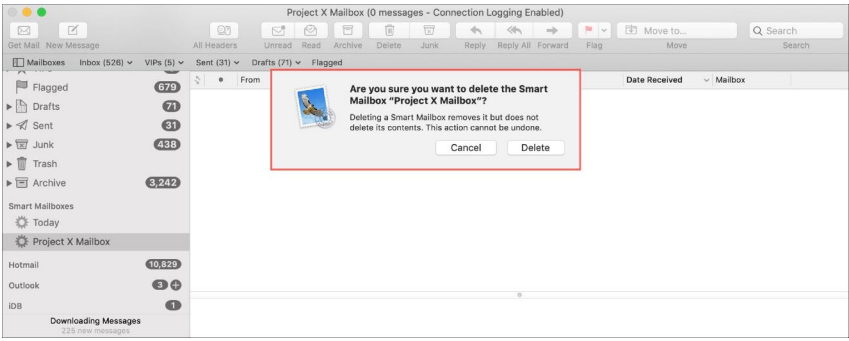 Project X Mailbox (0 messages - Connection Logging Enabled)
Move to...
Search
Get Mail New Message All Headers Unread Read Archive Delete Junk Reply Reply All Forward Flag Move Search
Mailboxes Inbox (526) VIPs (5) Sent (31) Drafts (71) Flagged
From Date Received Mailbox
Flagged 679
Drafts 71
Sent 31
Junk 438
Trash
Archive 3,242
Smart Mailboxes
Today
Project X Mailbox
Hotmail 10,829
Outlook 3
iDB 1
Downloading Messages
225 new messages
Are you sure you want to delete the Smart
Mailbox “Project X Mailbox”?
Deleting a Smart Mailbox removes it but does not
delete its contents. This action cannot be undone.
Cancel Delete